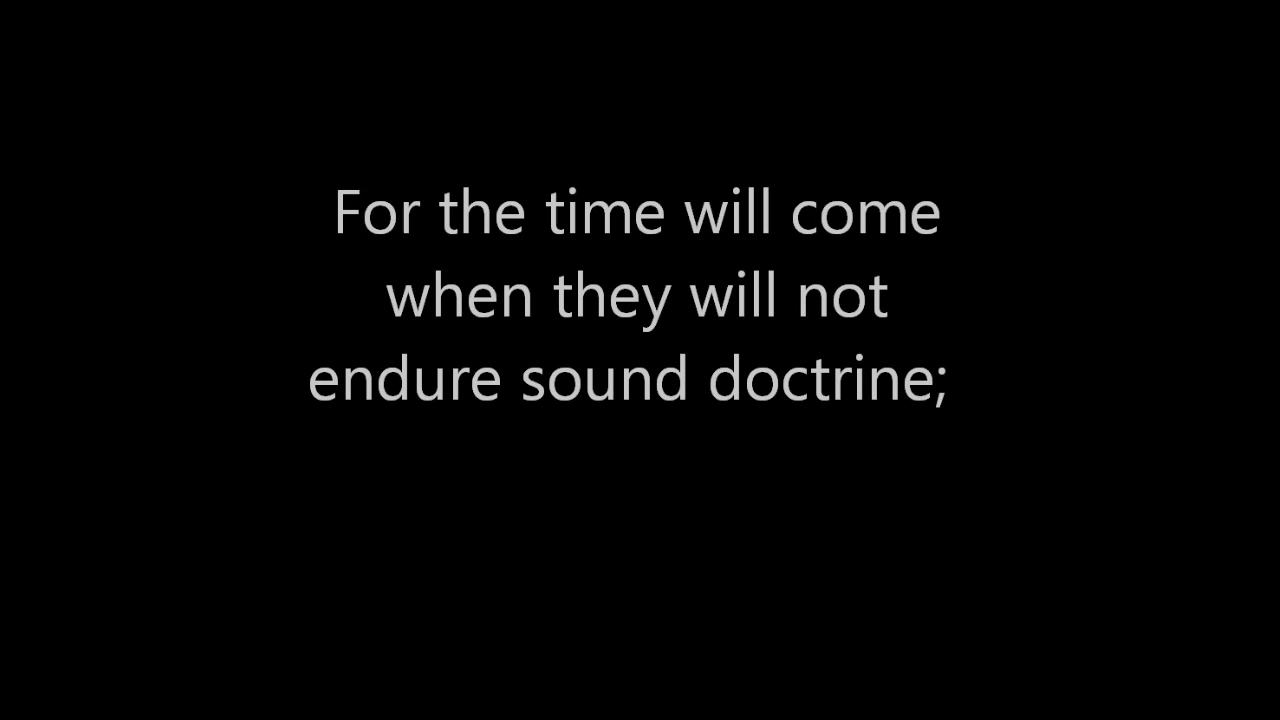 For the time will come
when they will not
endure sound doctrine;